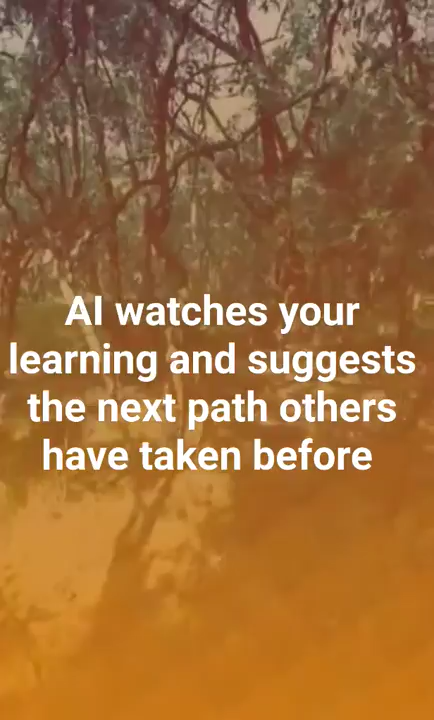 AI watches your
learning and suggests
the next path others
have taken before